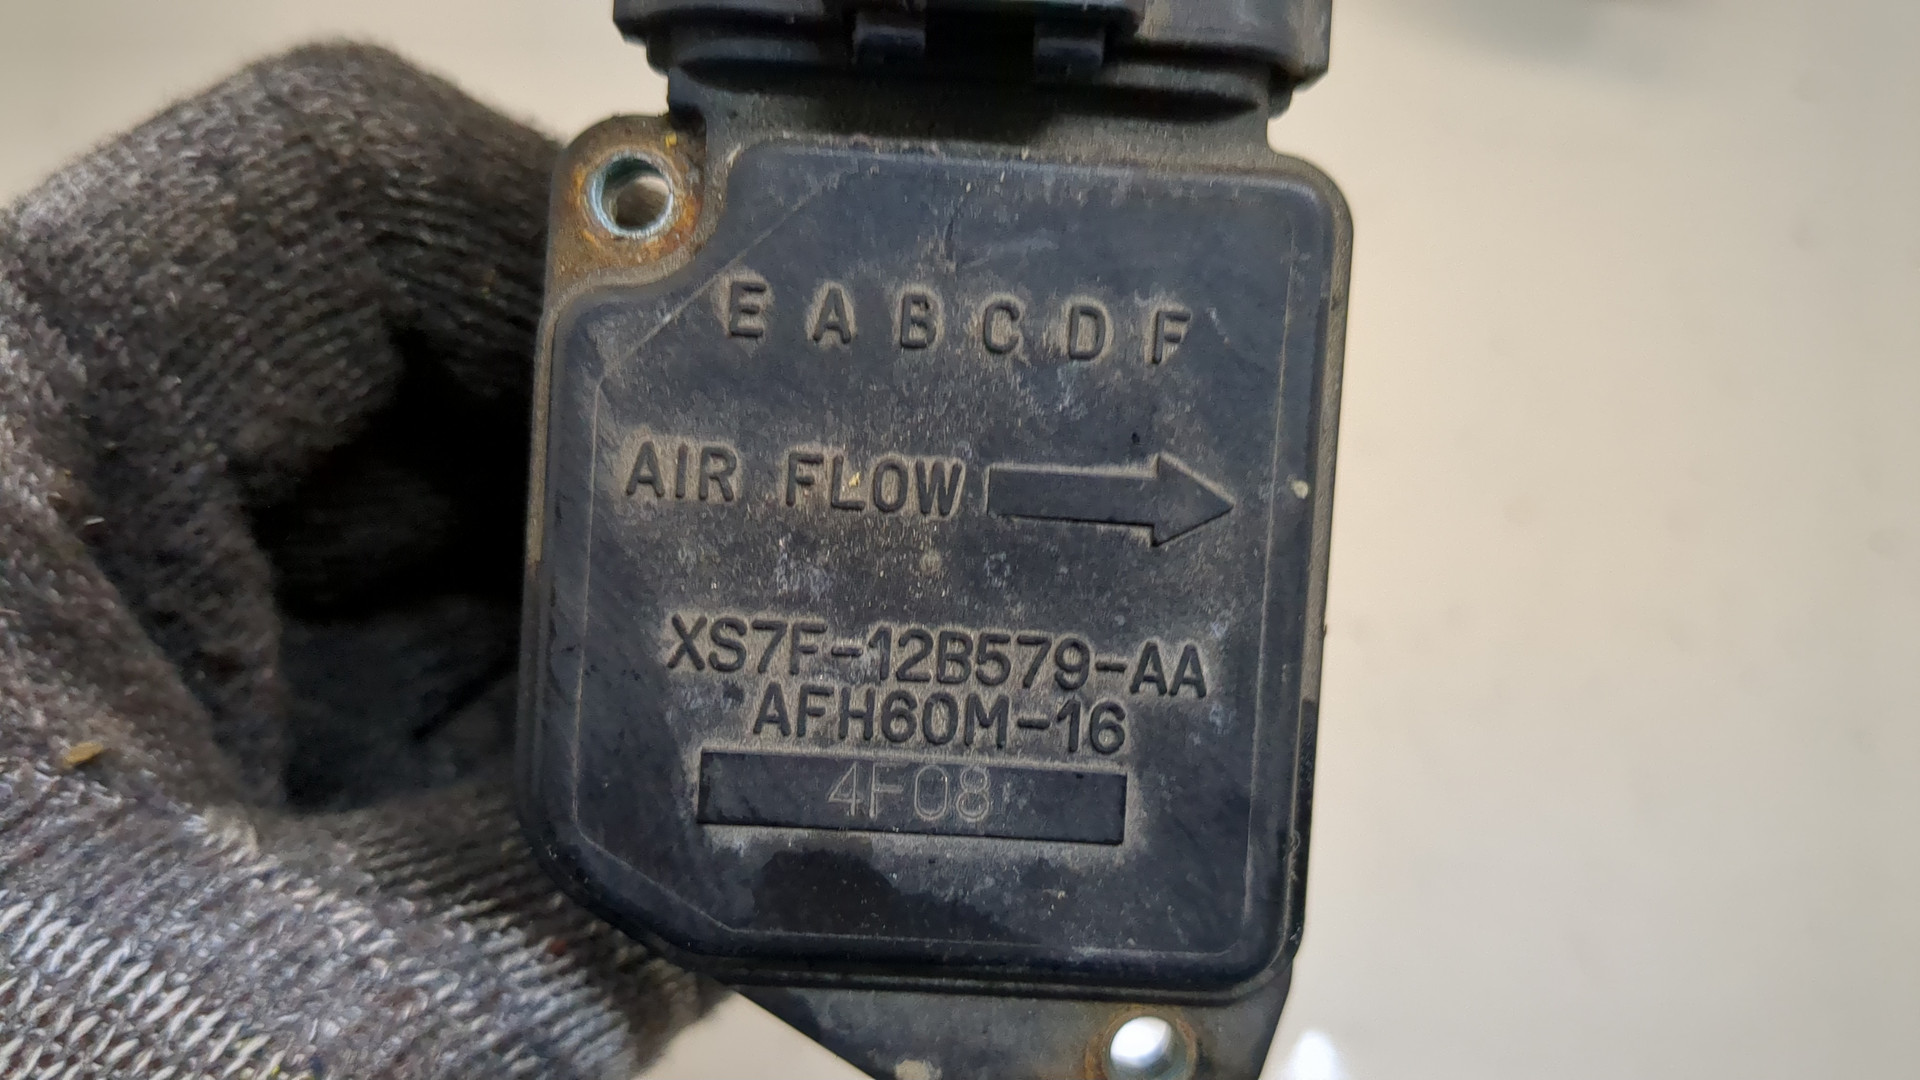 E A B C D F
AIR FLOW
XS7F-12B579-AA
AFH60M-16
4F08